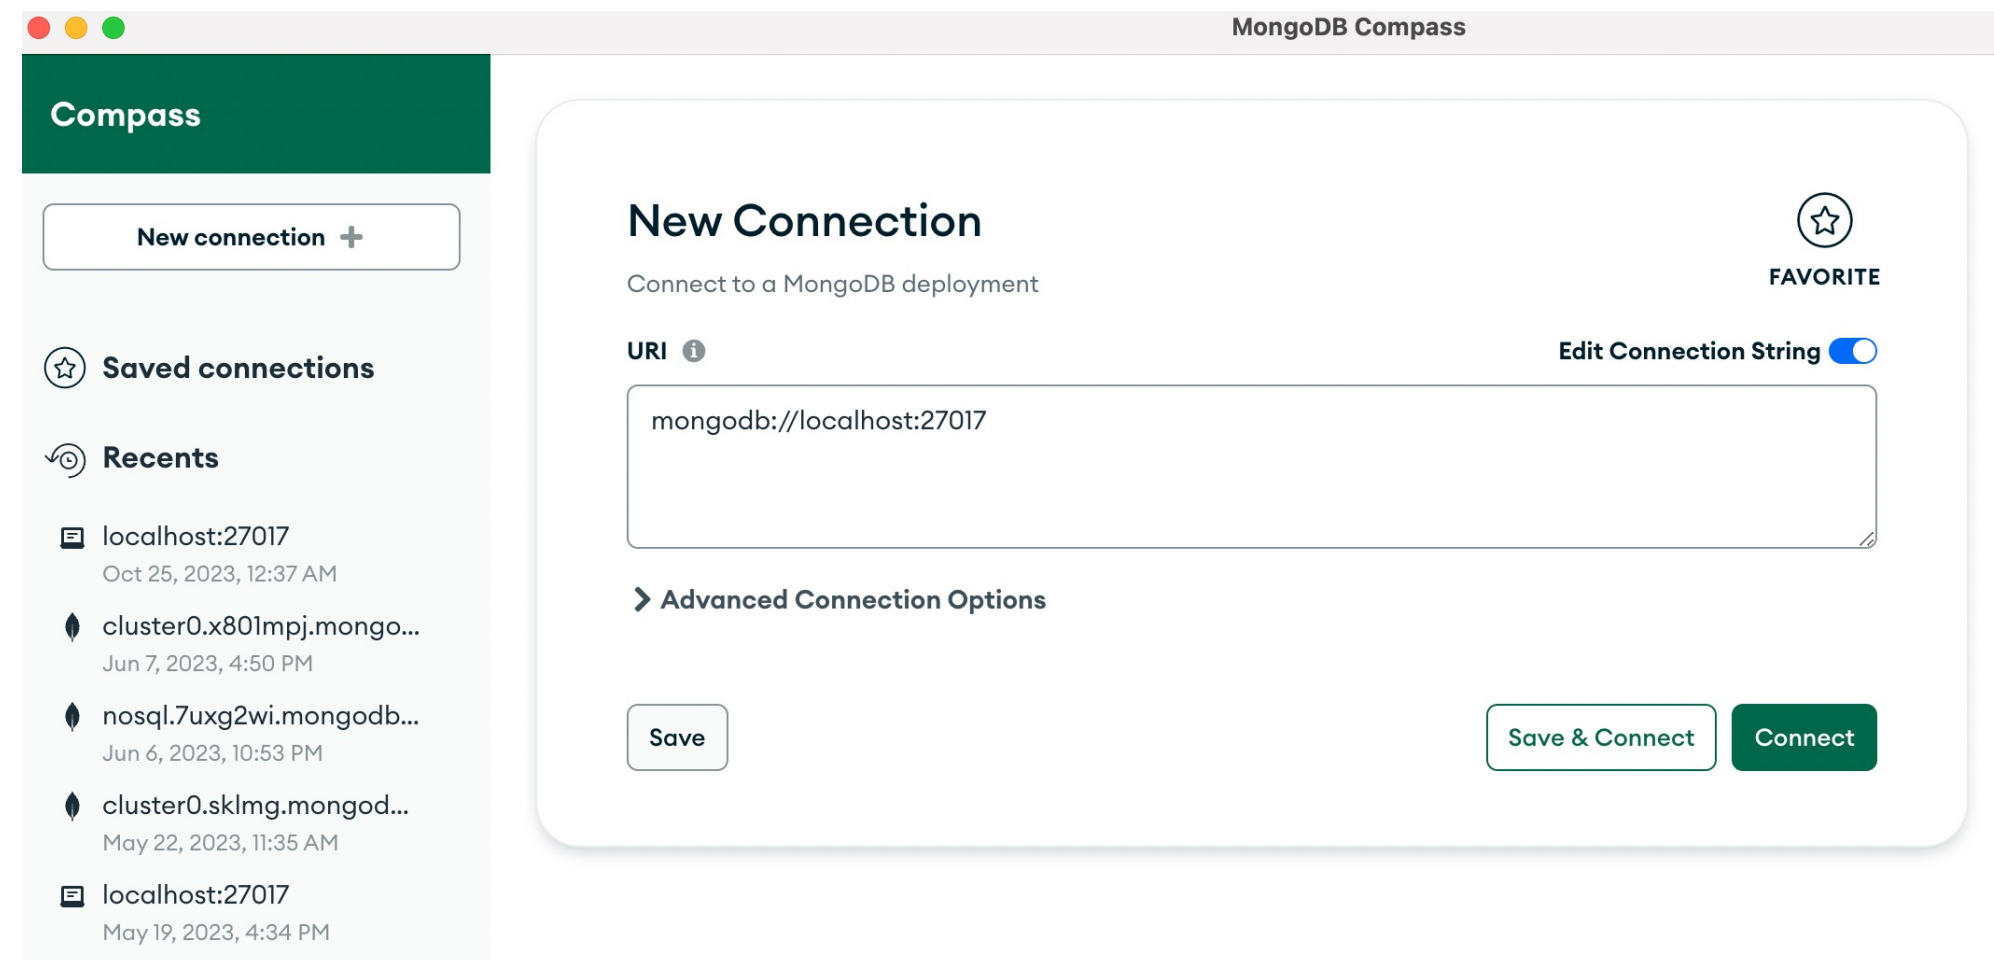 MongoDB Compass
Compass
New connection
Saved connections
Recents
localhost:27017
Oct 25, 2023, 12:37 AM
cluster0.x801mpj.mongo...
Jun 7, 2023, 4:50 PM
nosql.7uxg2wi.mongodb...
Jun 6, 2023, 10:53 PM
cluster0.sklmg.mongod...
May 22, 2023, 11:35 AM
localhost:27017
May 19, 2023, 4:34 PM
New Connection
FAVORITE
Connect to a MongoDB deployment
URI
Edit Connection String
mongodb://localhost:27017
Advanced Connection Options
Save
Save & Connect
Connect